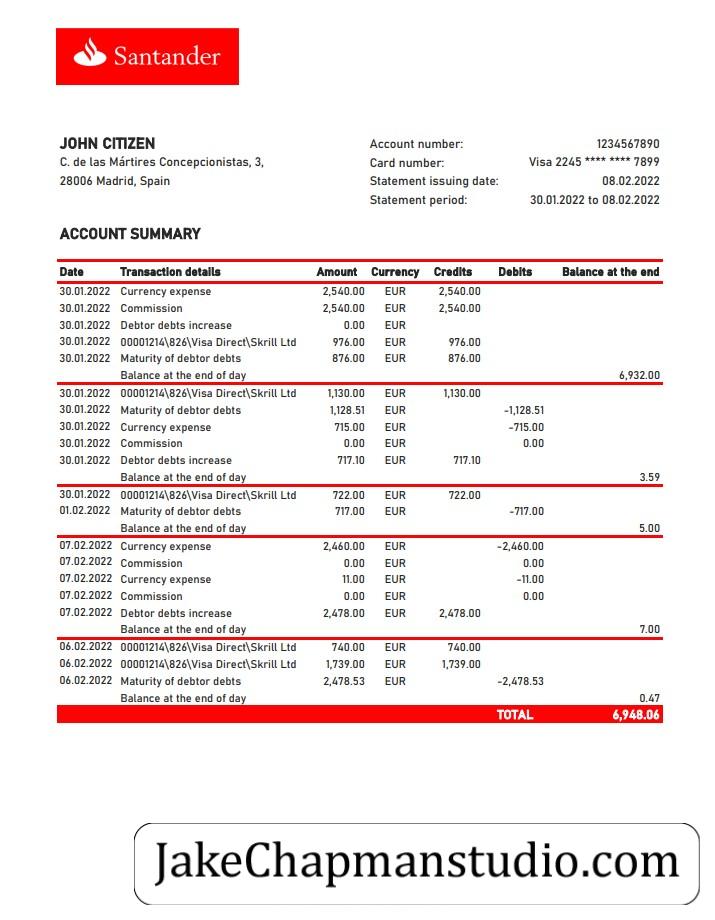 Santander
JOHN CITIZEN
C. de las Mártires Concepcionistas, 3,
28006 Madrid, Spain
Account number: 1234567890
Card number: Visa 2245 **** **** 7899
Statement issuing date: 08.02.2022
Statement period: 30.01.2022 to 08.02.2022
ACCOUNT SUMMARY
Date Transaction details Amount Currency Credits Debits Balance at the end
30.01.2022 Currency expense 2,540.00 EUR 2,540.00
30.01.2022 Commission 2,540.00 EUR 2,540.00
30.01.2022 Debtor debts increase 0.00 EUR
30.01.2022 00001214\826\Visa Direct\Skrill Ltd 976.00 EUR 976.00
30.01.2022 Maturity of debtor debts 876.00 EUR 876.00
Balance at the end of day 6,932.00
30.01.2022 00001214\826\Visa Direct\Skrill Ltd 1,130.00 EUR 1,130.00
30.01.2022 Maturity of debtor debts 1,128.51 EUR -1,128.51
30.01.2022 Currency expense 715.00 EUR -715.00
30.01.2022 Commission 0.00 EUR 0.00
30.01.2022 Debtor debts increase 717.10 EUR 717.10
Balance at the end of day 3.59
30.01.2022 00001214\826\Visa Direct\Skrill Ltd 722.00 EUR 722.00
01.02.2022 Maturity of debtor debts 717.00 EUR -717.00
Balance at the end of day 5.00
07.02.2022 Currency expense 2,460.00 EUR -2,460.00
07.02.2022 Commission 0.00 EUR 0.00
07.02.2022 Currency expense 11.00 EUR -11.00
07.02.2022 Commission 0.00 EUR 0.00
07.02.2022 Debtor debts increase 2,478.00 EUR 2,478.00
Balance at the end of day 7.00
06.02.2022 00001214\826\Visa Direct\Skrill Ltd 740.00 EUR 740.00
06.02.2022 00001214\826\Visa Direct\Skrill Ltd 1,739.00 EUR 1,739.00
06.02.2022 Maturity of debtor debts 2,478.53 EUR -2,478.53
Balance at the end of day 0.47
TOTAL 6,948.06
JakeChapmanstudio.com